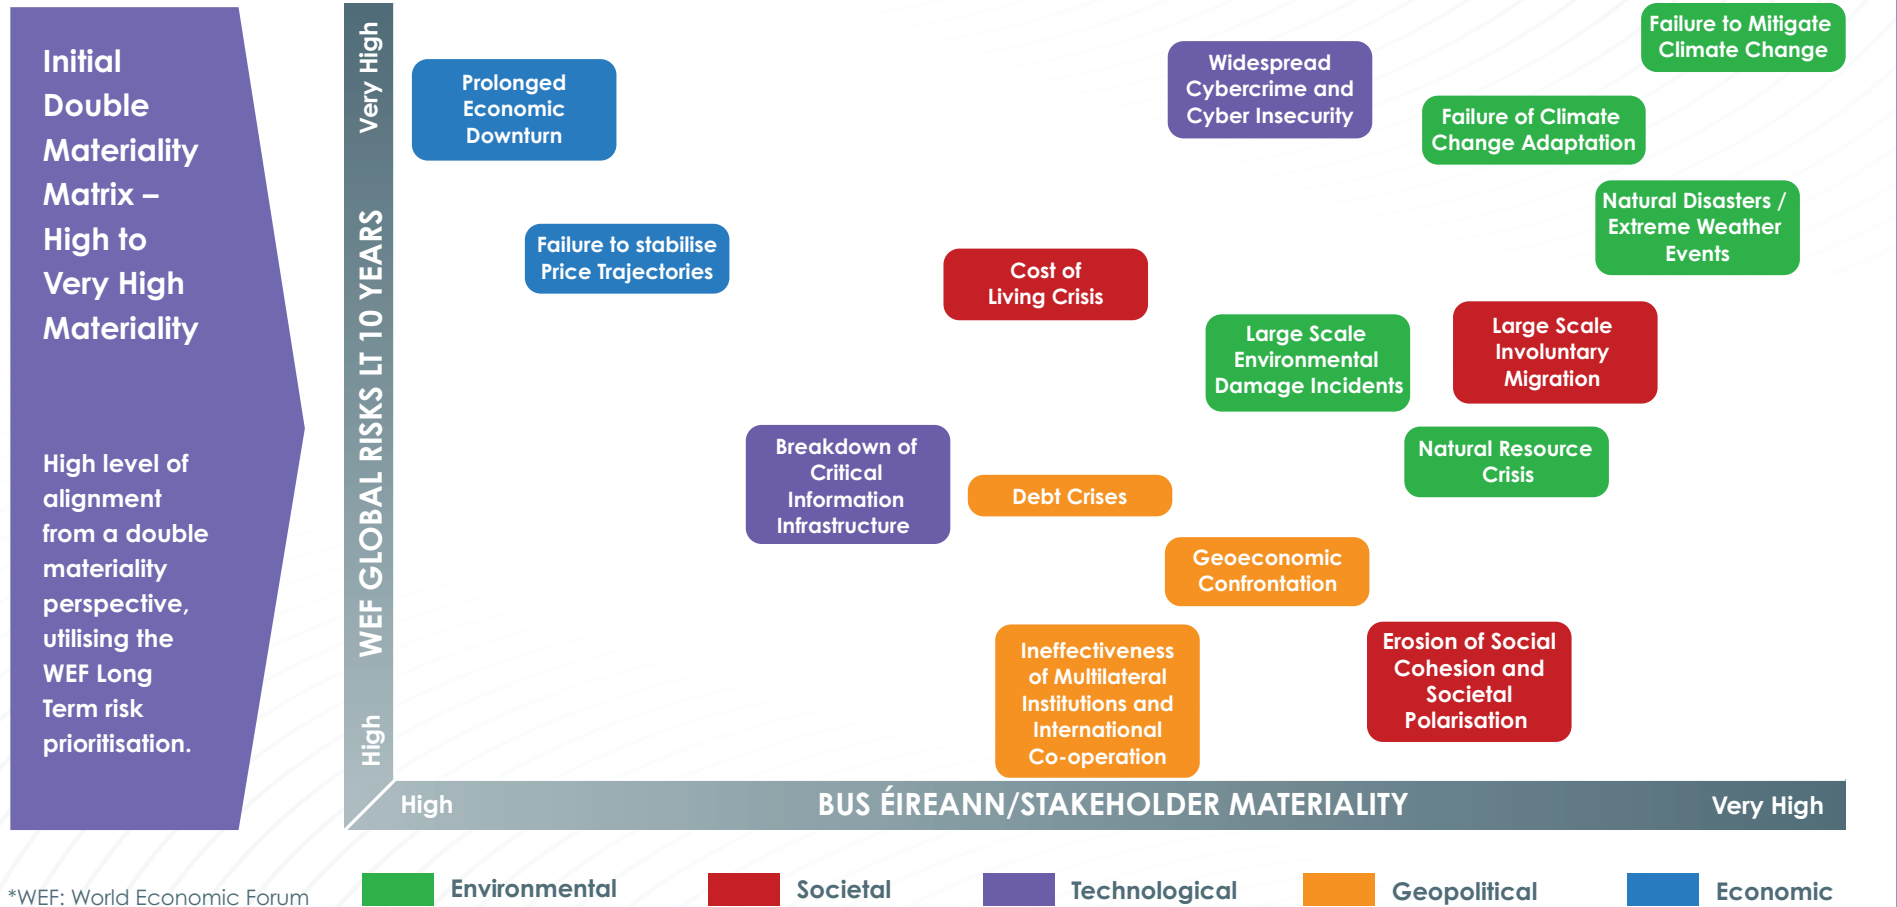 Initial
Double
Materiality
Matrix –
High to
Very High
Materiality
High level of
alignment
from a double
materiality
perspective,
utilising the
WEF Long
Term risk
prioritisation.
Very High
WEF GLOBAL RISKS LT 10 YEARS
High
Failure to Mitigate
Climate Change
Widespread
Cybercrime and
Cyber Insecurity
Prolonged
Economic
Downturn
Failure of Climate
Change Adaptation
Natural Disasters /
Extreme Weather
Events
Failure to stabilise
Price Trajectories
Cost of
Living Crisis
Large Scale
Environmental
Damage Incidents
Large Scale
Involuntary
Migration
Breakdown of
Critical
Information
Infrastructure
Debt Crises
Natural Resource
Crisis
Geoeconomic
Confrontation
Ineffectiveness
of Multilateral
Institutions and
International
Co-operation
Erosion of Social
Cohesion and
Societal
Polarisation
High
BUS ÉIREANN/STAKEHOLDER MATERIALITY
Very High
*WEF: World Economic Forum
Environmental
Societal
Technological
Geopolitical
Economic